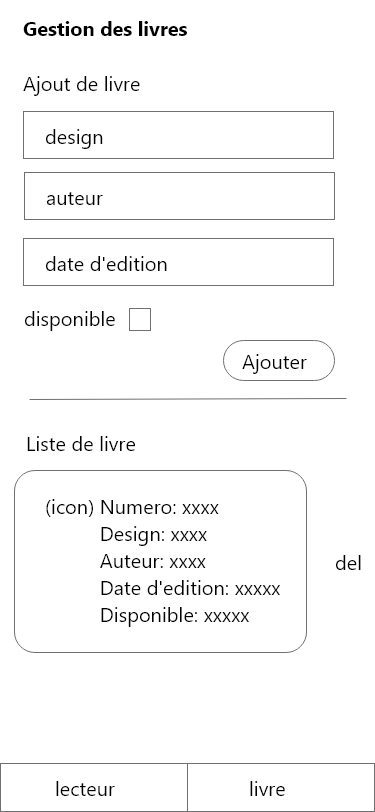 Gestion des livres
Ajout de livre
design
auteur
date d'edition
disponible
Ajouter
Liste de livre
(icon) Numero: xxxx
Design: xxxx
Auteur: xxxx
Date d'edition: xxxxx
Disponible: xxxxx
del
lecteur
livre